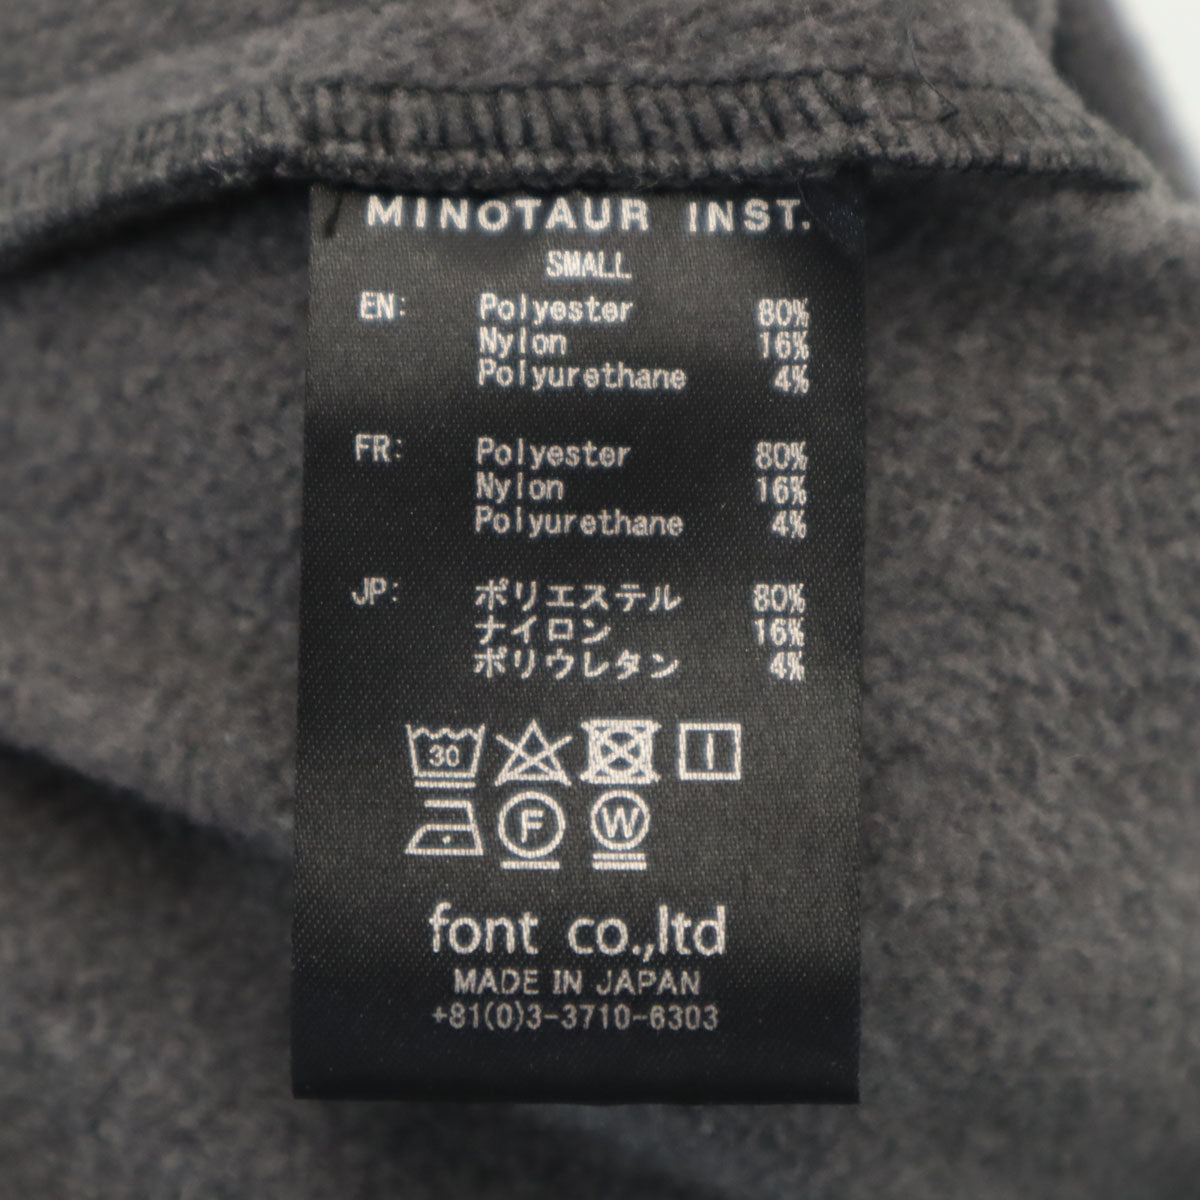 MINOTAUR INST.
SMALL
EN: Polyester 80%
Nylon 16%
Polyurethane 4%
FR: Polyester 80%
Nylon 16%
Polyurethane 4%
JP: ポリエステル 80%
ナイロン 16%
ポリウレタン 4%
30
F W
font co.,ltd
MADE IN JAPAN
+81(0)3-3710-6303